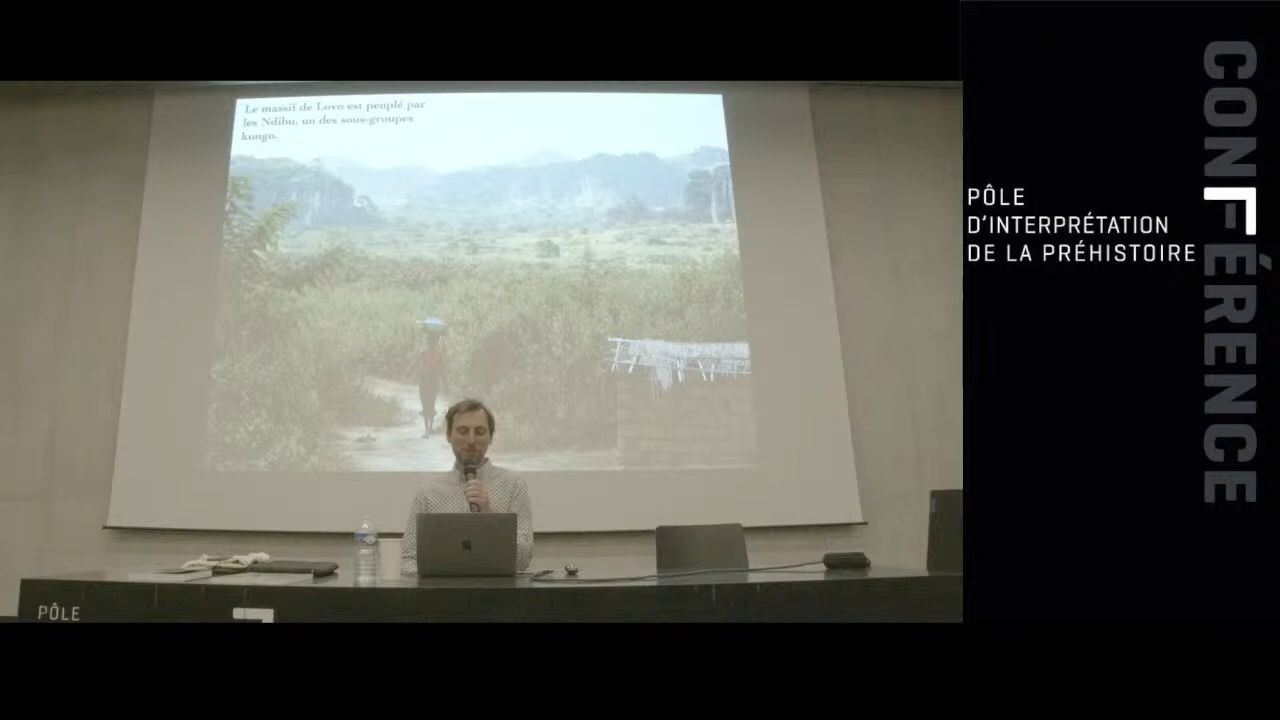 Le massif de Lovo est peuplé par
les Ndibu, un des sous-groupes
kongo.
PÔLE
D'INTERPRÉTATION
DE LA PRÉHISTOIRE
CONFÉRENCE
PÔLE